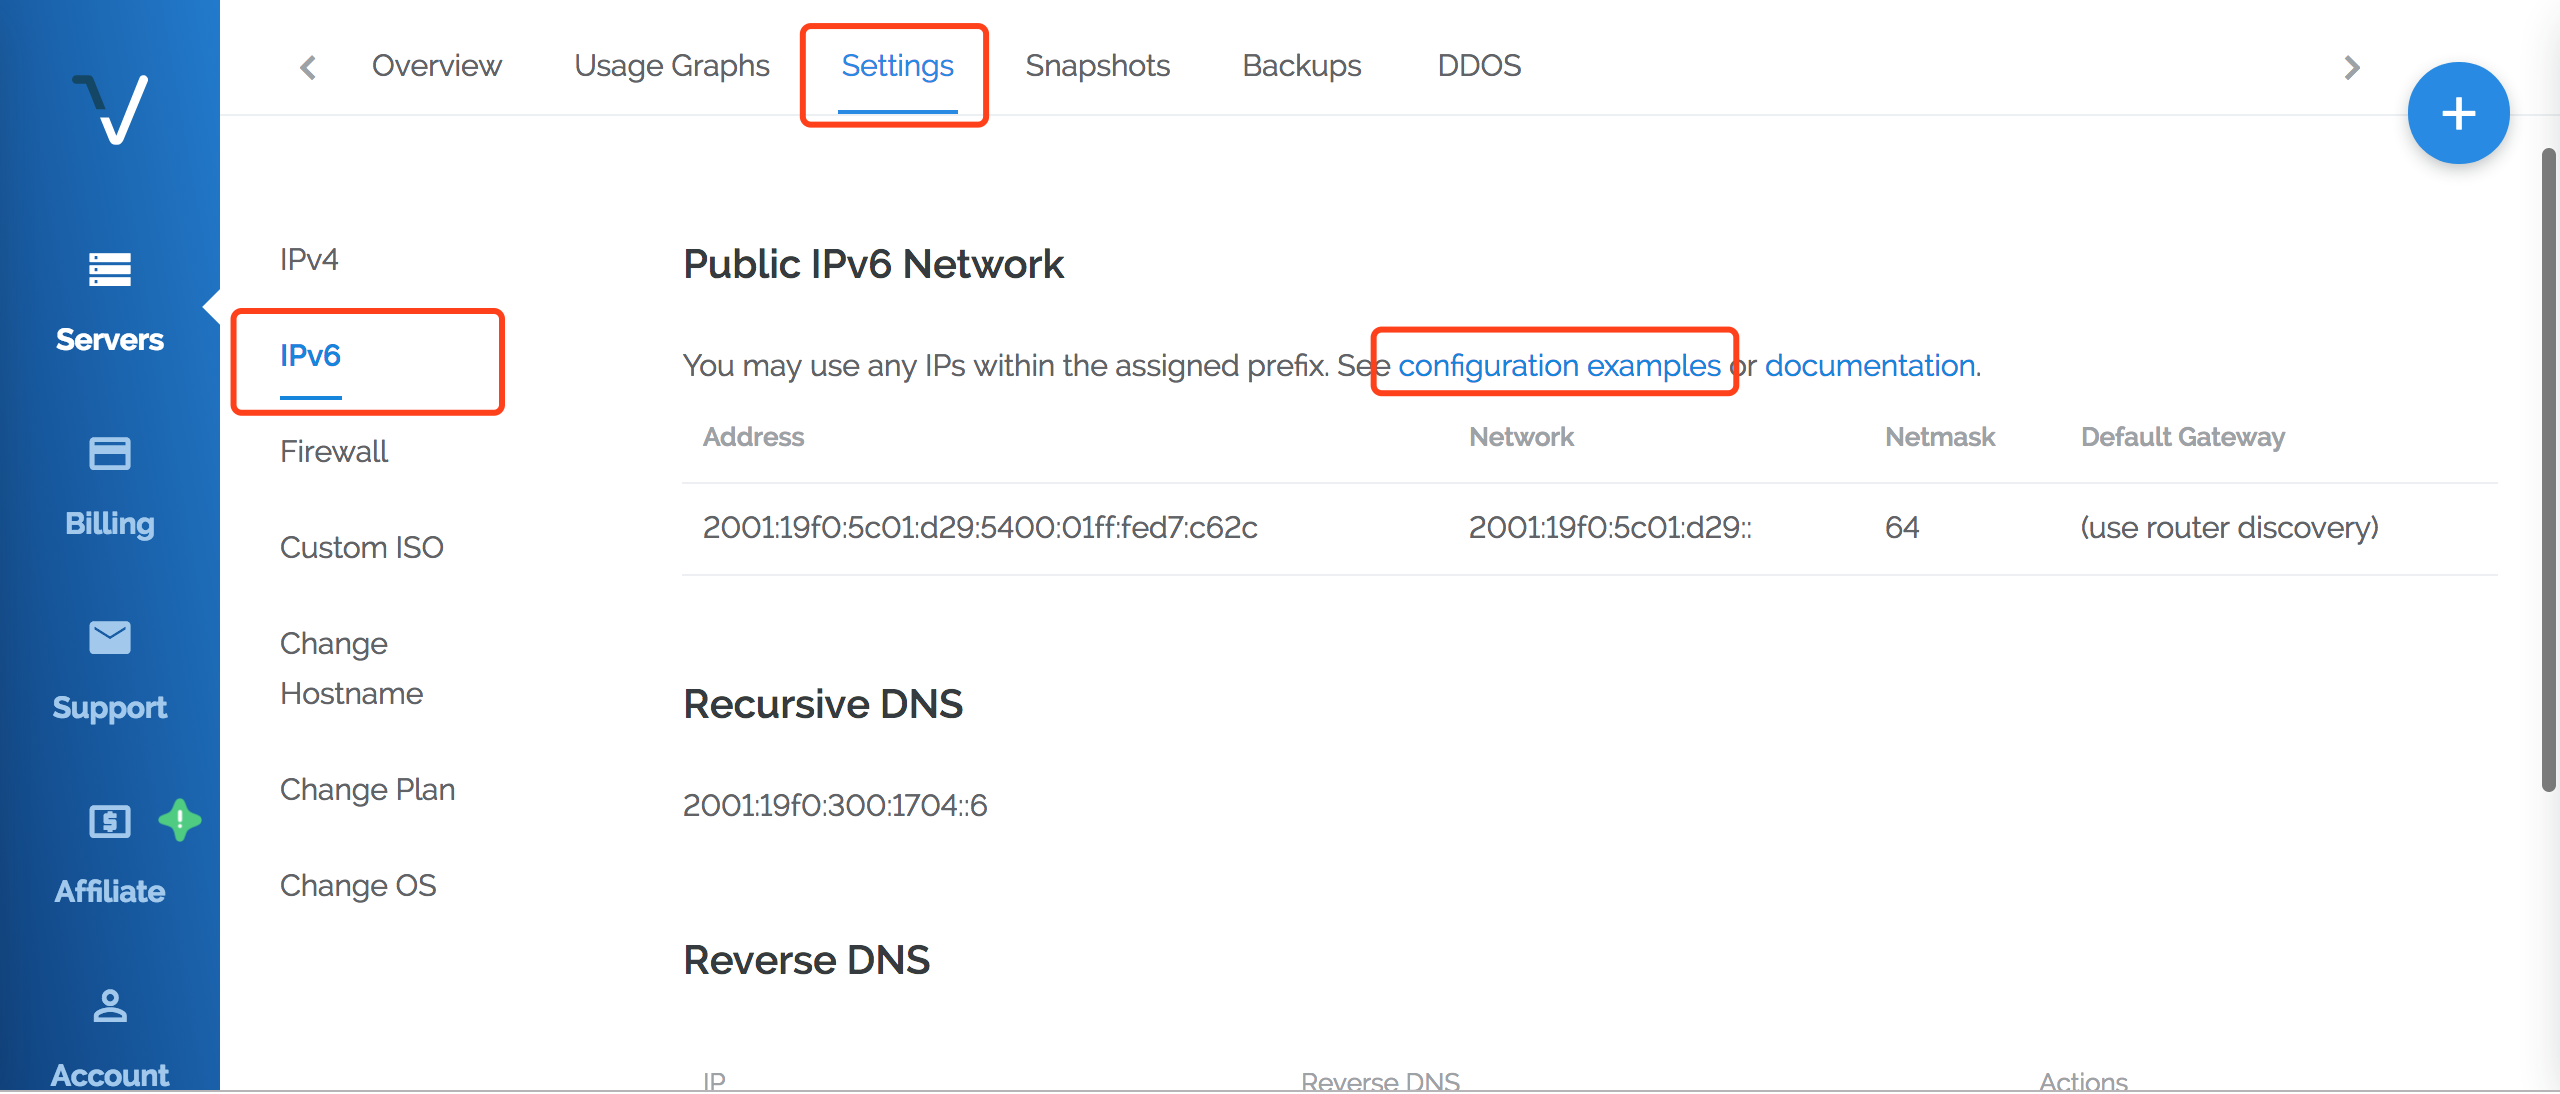 Overview Usage Graphs Settings Snapshots Backups DDOS
Servers
Billing
Support
Affiliate
Account
IPv4
IPv6
Firewall
Custom ISO
Change
Hostname
Change Plan
Change OS
Public IPv6 Network
You may use any IPs within the assigned prefix. See configuration examples or documentation.
Address Network Netmask Default Gateway
2001:19f0:5c01:d29:5400:01ff:fed7:c62c 2001:19f0:5c01:d29:: 64 (use router discovery)
Recursive DNS
2001:19f0:300:1704::6
Reverse DNS
IP Reverse DNS Actions